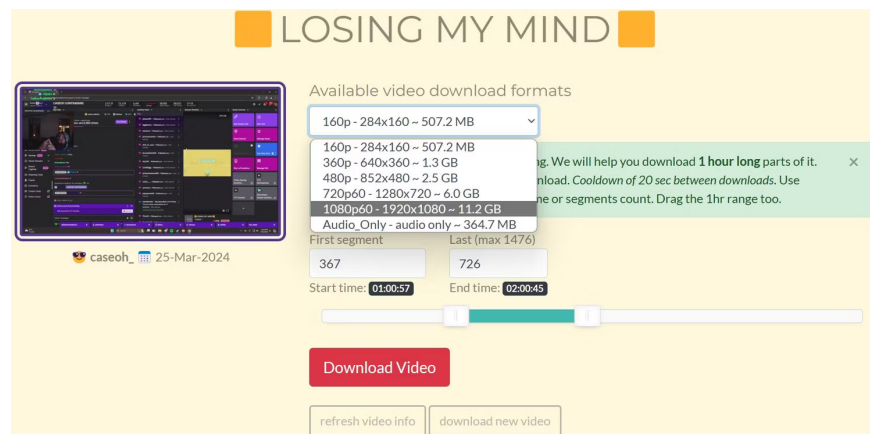 LOSING MY MIND
Available video download formats
160p - 284x160 ~ 507.2 MB
160p - 284x160 ~ 507.2 MB
360p - 640x360 ~ 1.3 GB
480p - 852x480 ~ 2.5 GB
720p60 - 1280x720 ~ 6.0 GB
1080p60 - 1920x1080 ~ 11.2 GB
Audio_Only - audio only ~ 364.7 MB
We will help you download 1 hour long parts of it.
Cooldown of 20 sec between downloads. Use
or segments count. Drag the 1hr range too.
×
caseoh_ 25-Mar-2024
First segment Last (max 1476)
367 726
Start time: 01:00:57 End time: 02:00:45
Download Video
refresh video info download new video